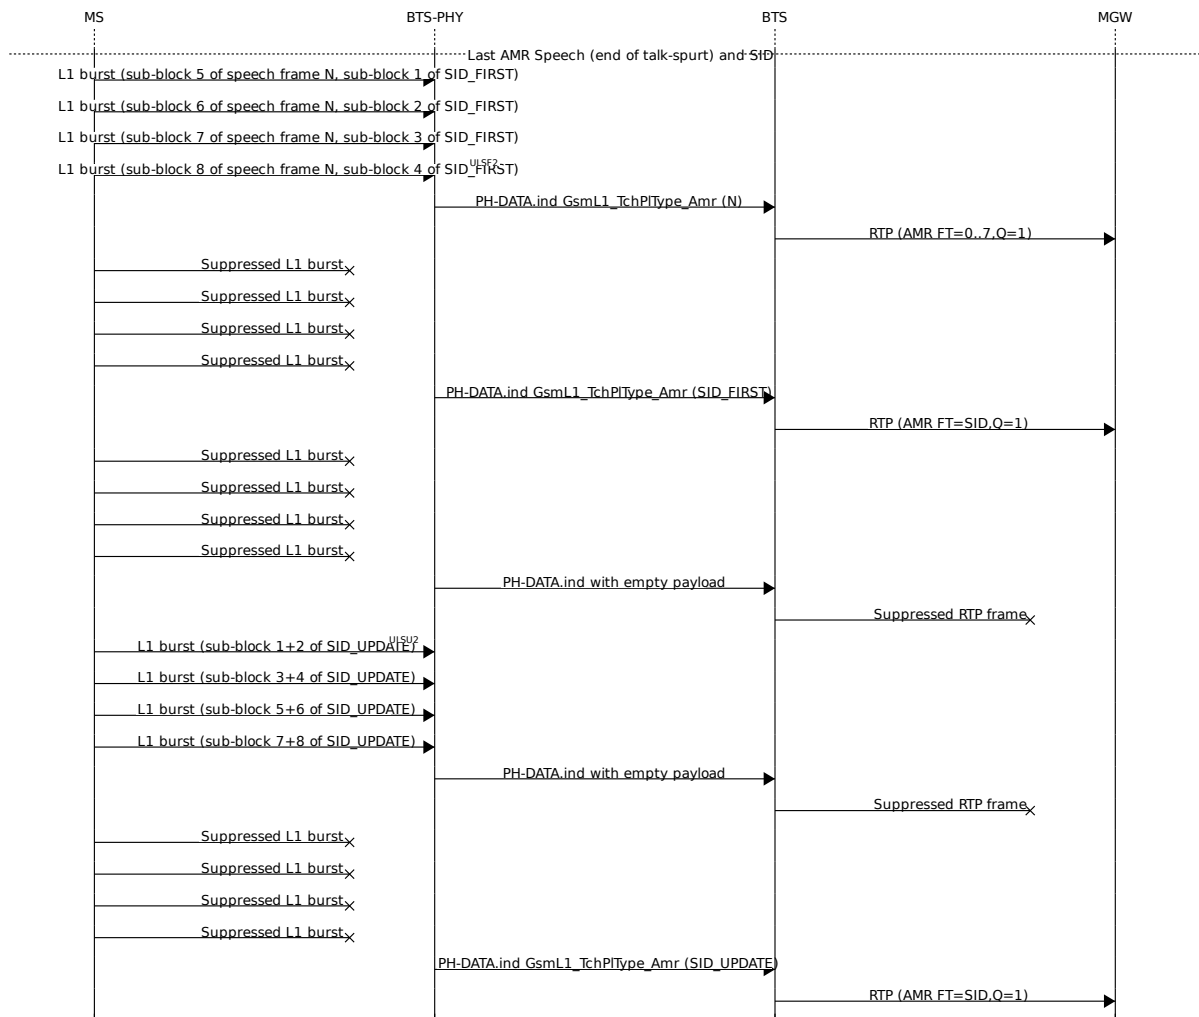 MS BTS-PHY BTS MGW
Last AMR Speech (end of talk-spurt) and SID
L1 burst (sub-block 5 of speech frame N, sub-block 1 of SID_FIRST)
L1 burst (sub-block 6 of speech frame N, sub-block 2 of SID_FIRST)
L1 burst (sub-block 7 of speech frame N, sub-block 3 of SID_FIRST)
ULSF2
L1 burst (sub-block 8 of speech frame N, sub-block 4 of SID_FIRST)
PH-DATA.ind GsmL1_TchPlType_Amr (N)
RTP (AMR FT=0..7,Q=1)
Suppressed L1 burst
Suppressed L1 burst
Suppressed L1 burst
Suppressed L1 burst
PH-DATA.ind GsmL1_TchPlType_Amr (SID_FIRST)
RTP (AMR FT=SID,Q=1)
Suppressed L1 burst
Suppressed L1 burst
Suppressed L1 burst
Suppressed L1 burst
PH-DATA.ind with empty payload
Suppressed RTP frame
ULSU2
L1 burst (sub-block 1+2 of SID_UPDATE)
L1 burst (sub-block 3+4 of SID_UPDATE)
L1 burst (sub-block 5+6 of SID_UPDATE)
L1 burst (sub-block 7+8 of SID_UPDATE)
PH-DATA.ind with empty payload
Suppressed RTP frame
Suppressed L1 burst
Suppressed L1 burst
Suppressed L1 burst
Suppressed L1 burst
PH-DATA.ind GsmL1_TchPlType_Amr (SID_UPDATE)
RTP (AMR FT=SID,Q=1)